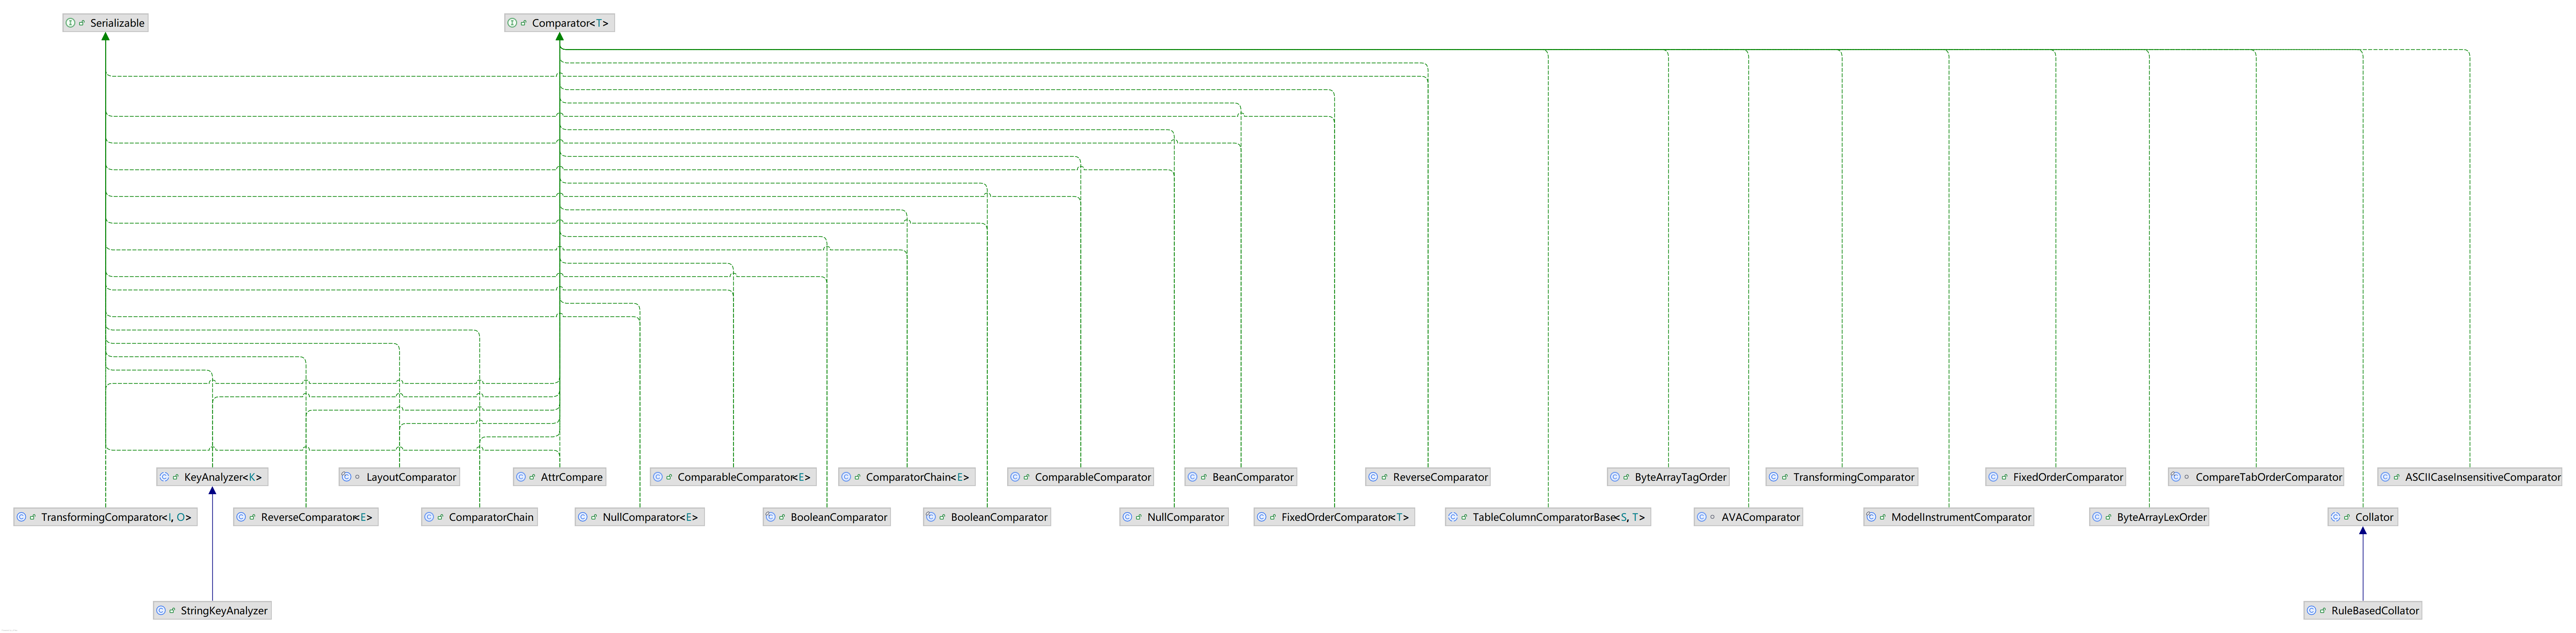 Serializable
Comparator<T>
KeyAnalyzer<K>
LayoutComparator
AttrCompare
ComparableComparator<E>
ComparatorChain<E>
ComparableComparator
BeanComparator
ReverseComparator
ByteArrayTagOrder
TransformingComparator
FixedOrderComparator
CompareTabOrderComparator
ASCIICaseInsensitiveComparator
TransformingComparator<I, O>
ReverseComparator<E>
ComparatorChain
NullComparator<E>
BooleanComparator
BooleanComparator
NullComparator
FixedOrderComparator<T>
TableColumnComparatorBase<S, T>
AVAComparator
ModelInstrumentComparator
ByteArrayLexOrder
Collator
StringKeyAnalyzer
RuleBasedCollator